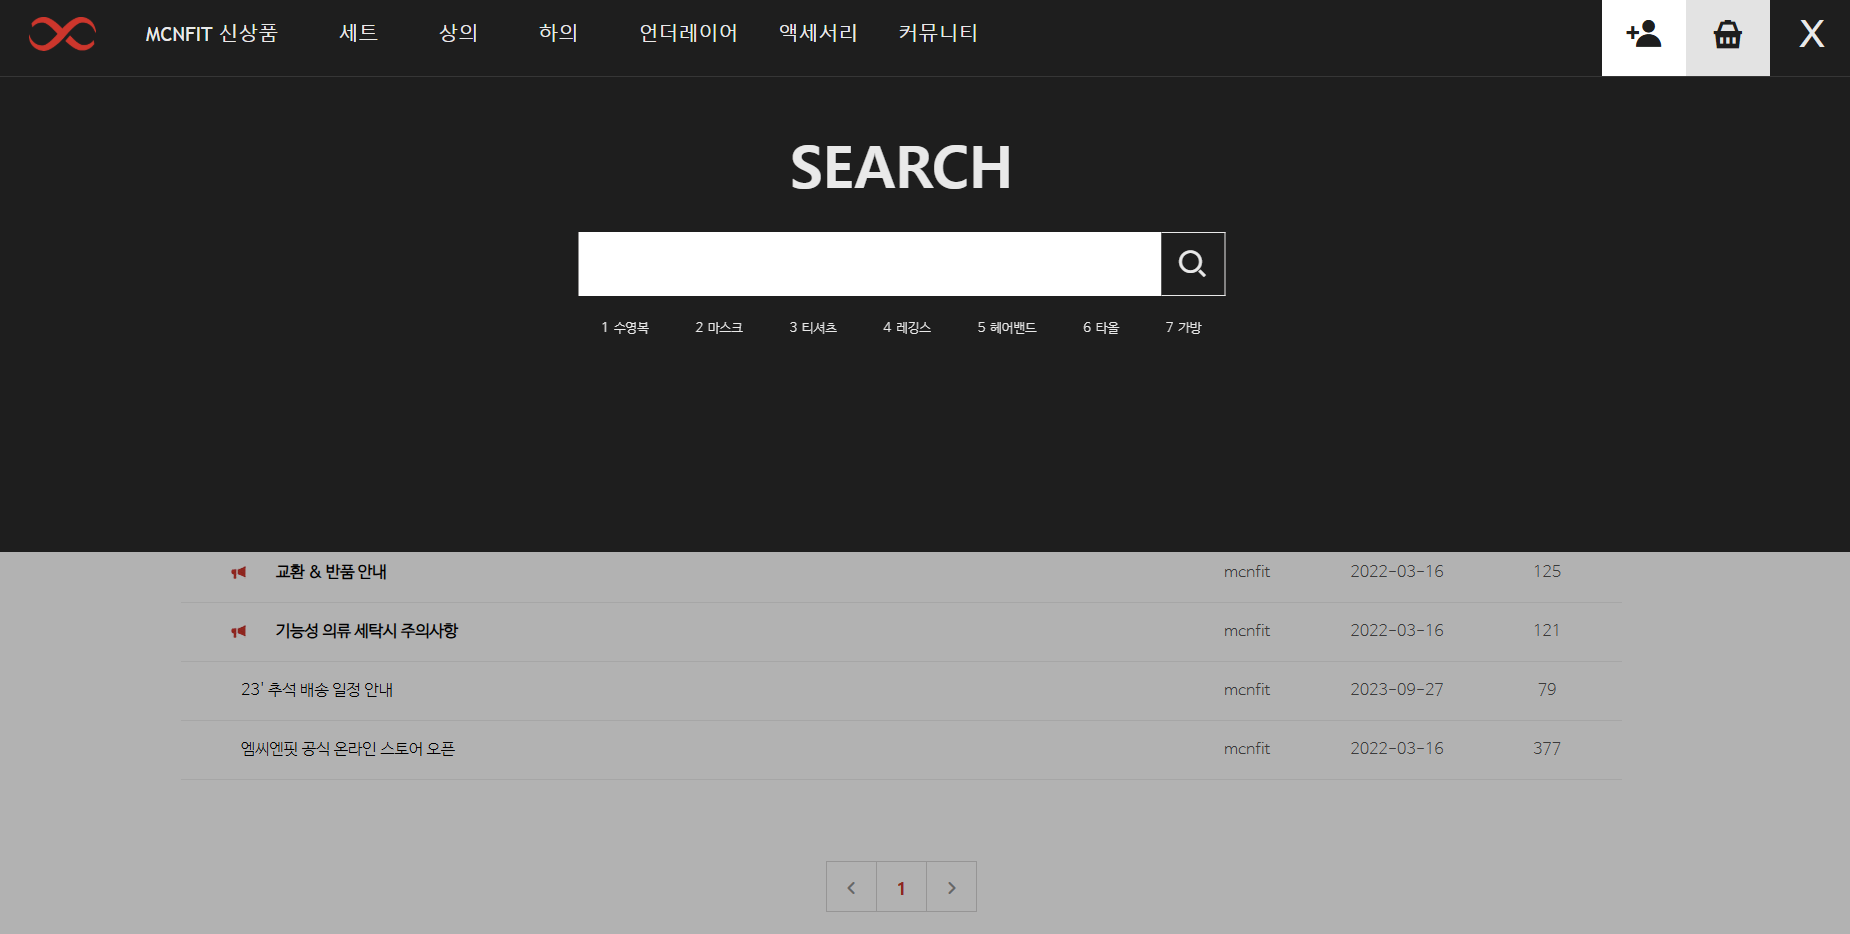 MCNFIT 신상품 세트 상의 하의 언더레이어 액세서리 커뮤니티 X
SEARCH
1 수영복 2 마스크 3 티셔츠 4 레깅스 5 헤어밴드 6 타올 7 가방
교환 & 반품 안내 mcnfit 2022-03-16 125
기능성 의류 세탁시 주의사항 mcnfit 2022-03-16 121
23' 추석 배송 일정 안내 mcnfit 2023-09-27 79
엠씨엔핏 공식 온라인 스토어 오픈 mcnfit 2022-03-16 377
1